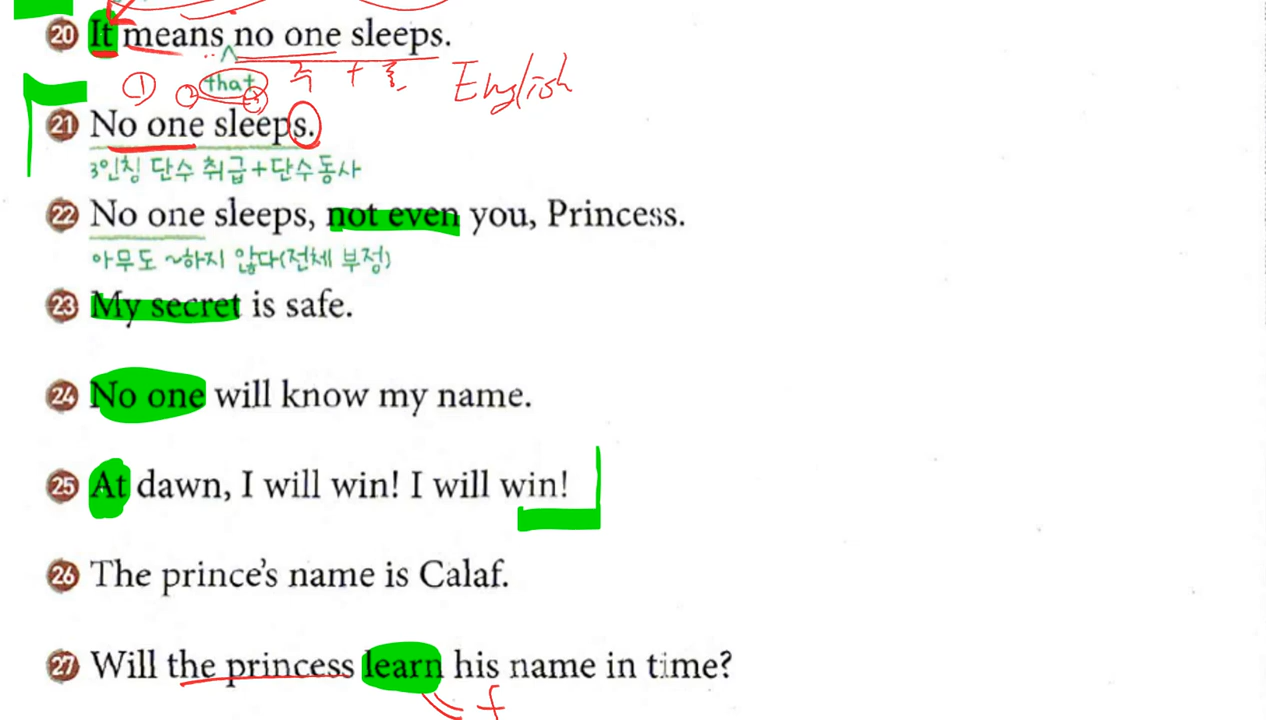 20 It means no one sleeps.
that 주 + 동 English
①
21 No one sleeps.
3인칭 단수 취급+단수동사
22 No one sleeps, not even you, Princess.
아무도 ~하지 않다(전체 부정)
23 My secret is safe.
24 No one will know my name.
25 At dawn, I will win! I will win!
26 The prince's name is Calaf.
27 Will the princess learn his name in time?
f